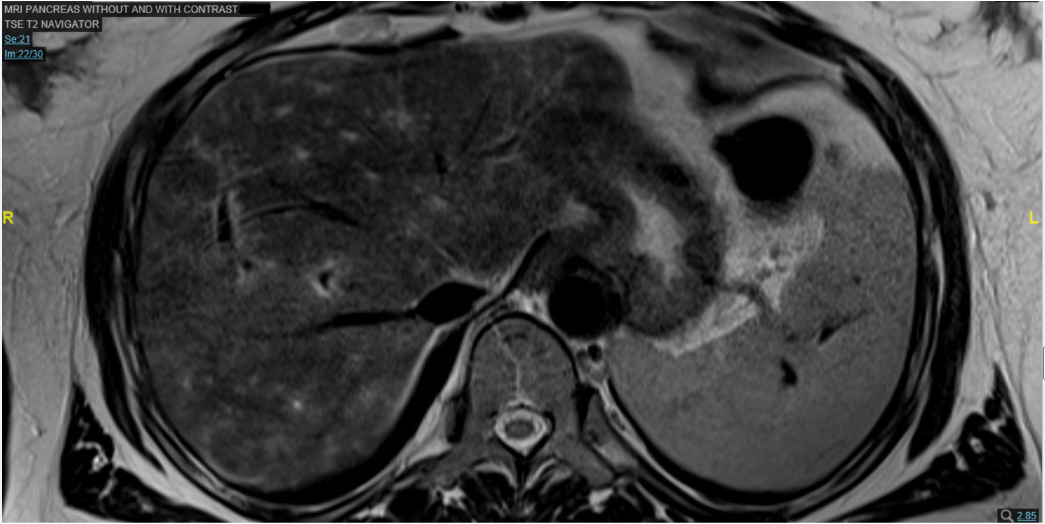 MRI PANCREAS WITHOUT AND WITH CONTRAST
TSE T2 NAVIGATOR
Se:21
Im:22/30
R
L
2.85